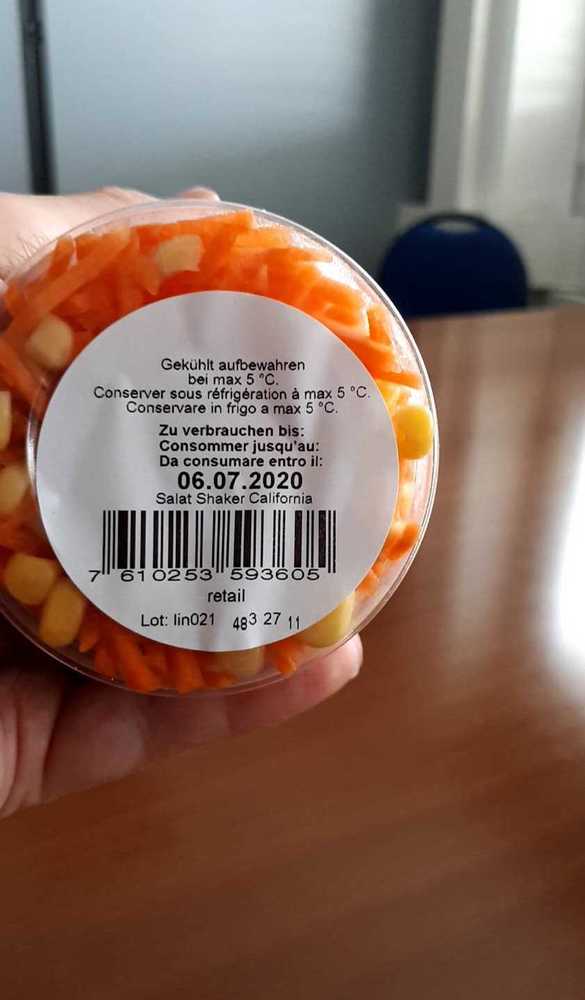 Gekühlt aufbewahren
bei max 5 °C.
Conserver sous réfrigération à max 5 °C.
Conservare in frigo a max 5 °C.
Zu verbrauchen bis:
Consommer jusqu'au:
Da consumare entro il:
06.07.2020
Salat Shaker California
7 610253 593605
retail
Lot: lin021 483 27 11